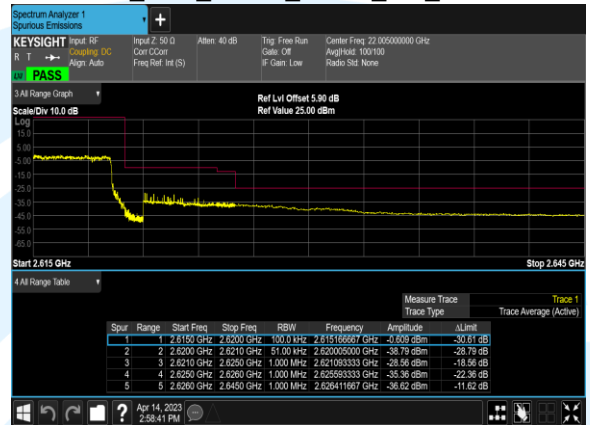 Spectrum Analyzer 1
Spurious Emissions
KEYSIGHT Input: RF Input Z: 50 Ω Atten: 40 dB Trig: Free Run Center Freq: 22.005000000 GHz
R T Coupling: DC Corr CCorr Gate: Off Avg|Hold: 100/100
Align: Auto Freq Ref: Int (S) IF Gain: Low Radio Std: None
PASS
3 All Range Graph
Ref Lvl Offset 5.90 dB
Scale/Div 10.0 dB Ref Value 25.00 dBm
Log
15.0
5.00
-5.00
-15.0
-25.0
-35.0
-45.0
-55.0
-65.0
Start 2.615 GHz Stop 2.645 GHz
4 All Range Table
Measure Trace Trace 1
Trace Type Trace Average (Active)
Spur Range Start Freq Stop Freq RBW Frequency Amplitude ΔLimit
1 1 2.6150 GHz 2.6200 GHz 100.0 kHz 2.615166667 GHz -0.609 dBm -30.61 dB
2 2 2.6200 GHz 2.6210 GHz 51.00 kHz 2.620005000 GHz -38.79 dBm -28.79 dB
3 3 2.6210 GHz 2.6250 GHz 1.000 MHz 2.621093333 GHz -28.56 dBm -18.56 dB
4 4 2.6250 GHz 2.6260 GHz 1.000 MHz 2.625593333 GHz -35.36 dBm -22.36 dB
5 5 2.6260 GHz 2.6450 GHz 1.000 MHz 2.626411667 GHz -36.62 dBm -11.62 dB
Apr 14, 2023
2:58:41 PM